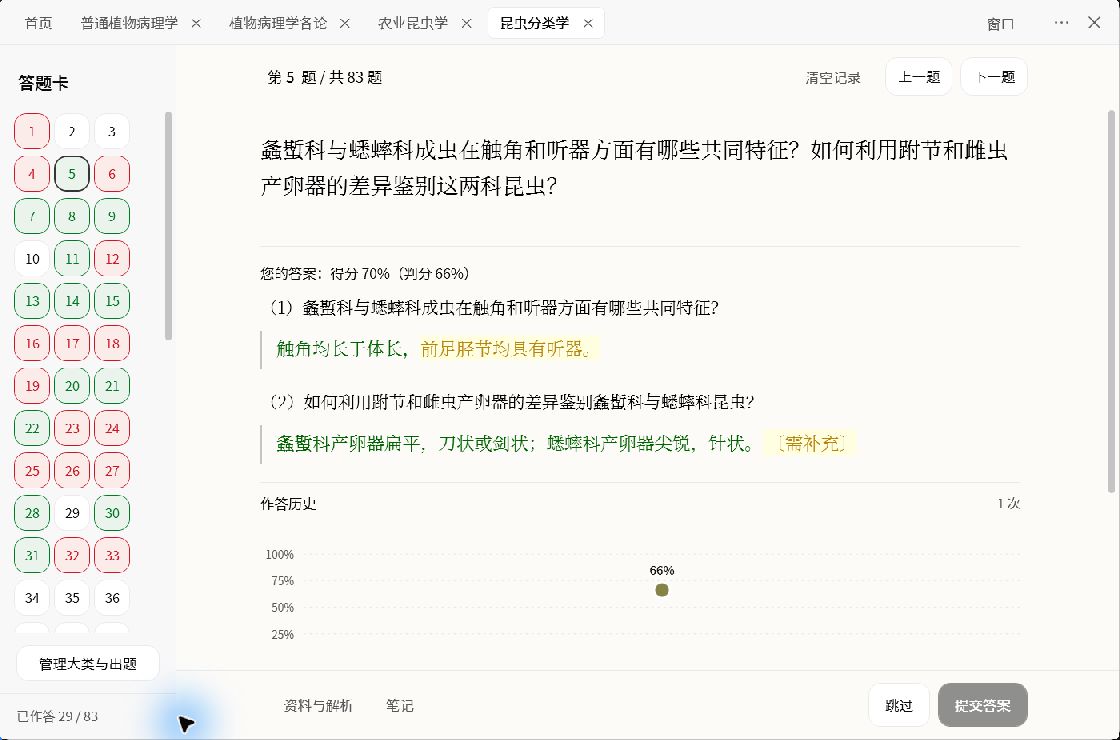 首页 普通植物病理学 × 植物病理学各论 × 农业昆虫学 × 昆虫分类学 × 窗口 ··· ×
答题卡
第 5 题 / 共 83 题 清空记录 上一题 下一题
1 2 3
4 5 6
7 8 9
10 11 12
13 14 15
16 17 18
19 20 21
22 23 24
25 26 27
28 29 30
31 32 33
34 35 36
管理大类与出题
已作答 29 / 83
螽蟴科与蟋蟀科成虫在触角和听器方面有哪些共同特征？如何利用跗节和雌虫
产卵器的差异鉴别这两科昆虫？
您的答案：得分 70%（判分 66%）
（1）螽蟴科与蟋蟀科成虫在触角和听器方面有哪些共同特征？
触角均长于体长，前足胫节均具有听器。
（2）如何利用跗节和雌虫产卵器的差异鉴别螽蟴科与蟋蟀科昆虫？
螽蟴科产卵器扁平，刀状或剑状；蟋蟀科产卵器尖锐，针状。〔需补充〕
作答历史 1 次
100%
75%
50%
25%
66%
资料与解析 笔记 跳过 提交答案